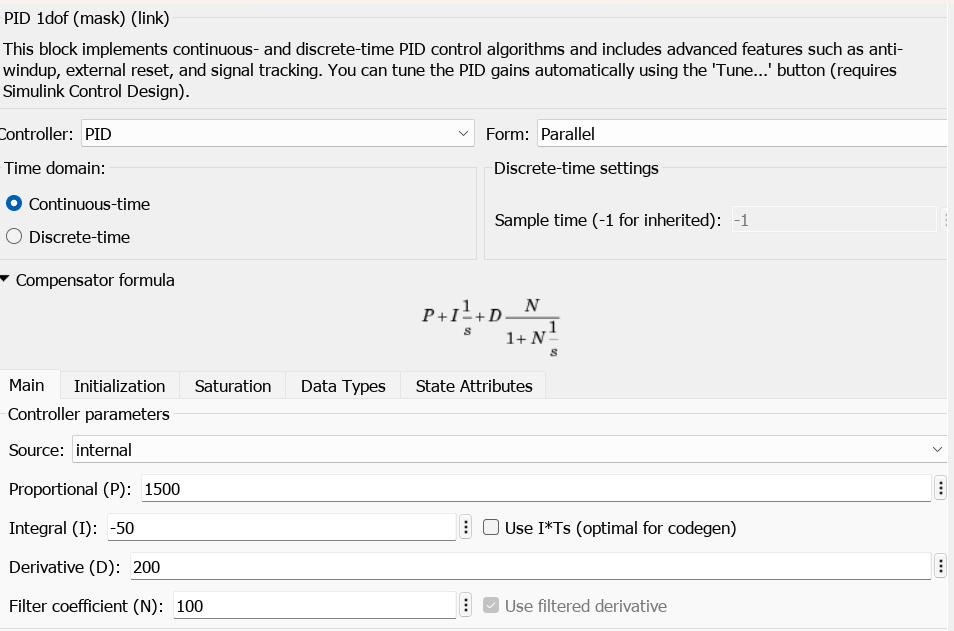 PID 1dof (mask) (link)
This block implements continuous- and discrete-time PID control algorithms and includes advanced features such as anti-
windup, external reset, and signal tracking. You can tune the PID gains automatically using the 'Tune...' button (requires
Simulink Control Design).
Controller: PID Form: Parallel
Time domain: Discrete-time settings
Continuous-time
Sample time (-1 for inherited): -1
Discrete-time
Compensator formula
P + I 1/s + D N/(1 + N 1/s)
Main Initialization Saturation Data Types State Attributes
Controller parameters
Source: internal
Proportional (P): 1500
Integral (I): -50 Use I*Ts (optimal for codegen)
Derivative (D): 200
Filter coefficient (N): 100 Use filtered derivative